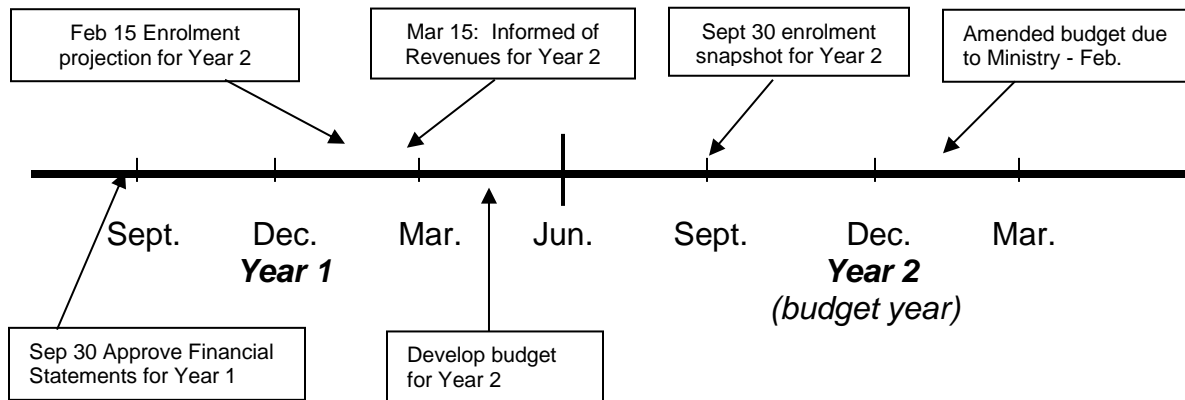 Feb 15 Enrolment
projection for Year 2
Mar 15:  Informed of
Revenues for Year 2
Sept 30 enrolment
snapshot for Year 2
Amended budget due
to Ministry - Feb.
Sept.
Dec.
Mar.
Jun.
Sept.
Dec.
Mar.
Year 1
Year 2
(budget year)
Sep 30 Approve Financial
Statements for Year 1
Develop budget
for Year 2